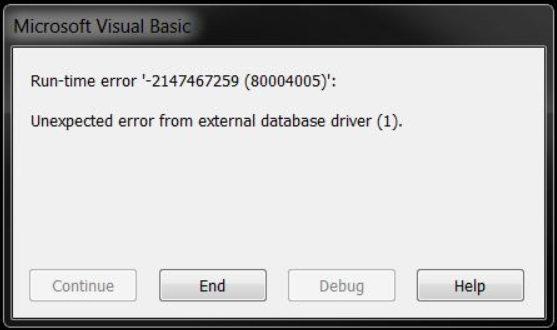 Microsoft Visual Basic
Run-time error '-2147467259 (80004005)':
Unexpected error from external database driver (1).
Continue
End
Debug
Help